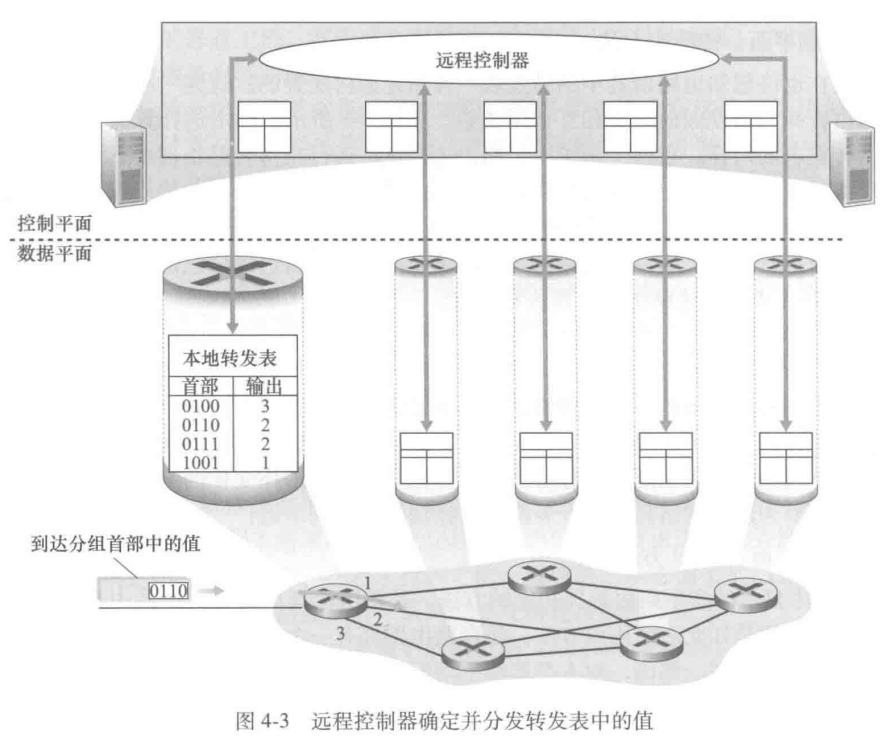 远程控制器
控制平面
数据平面
本地转发表
首部 输出
0100 3
0110 2
0111 2
1001 1
到达分组首部中的值
0110
1
2
3
图 4-3 远程控制器确定并分发转发表中的值